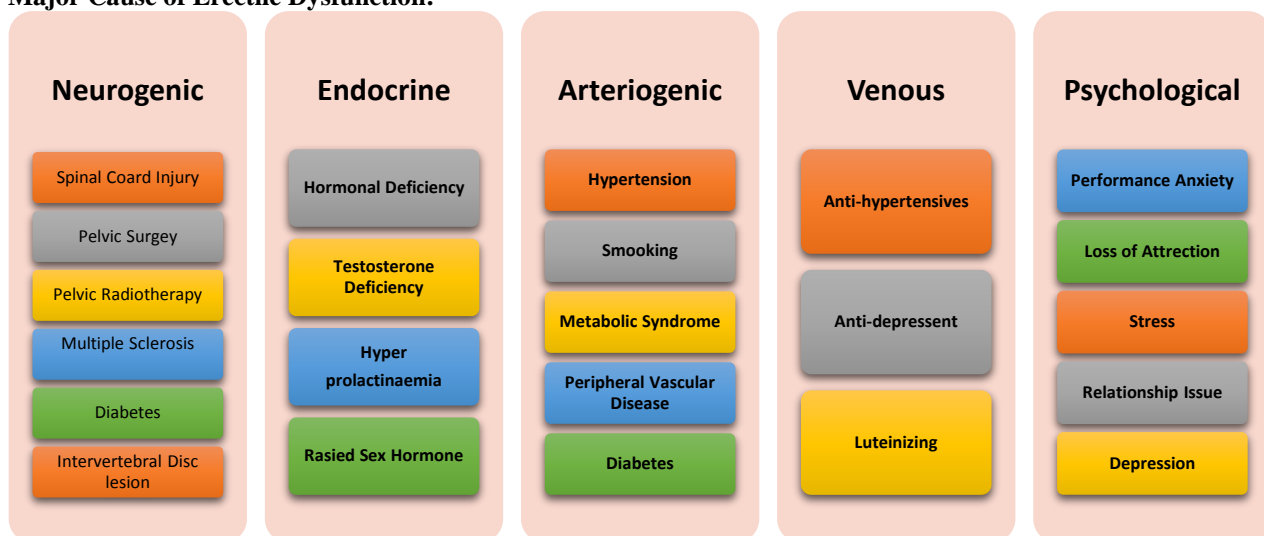 Major Cause of Erectile Dysfunction:
Neurogenic
Spinal Coard Injury
Pelvic Surgey
Pelvic Radiotherapy
Multiple Sclerosis
Diabetes
Intervertebral Disc
lesion
Endocrine
Hormonal Deficiency
Testosterone
Deficiency
Hyper
prolactinaemia
Rasied Sex Hormone
Arteriogenic
Hypertension
Smooking
Metabolic Syndrome
Peripheral Vascular
Disease
Diabetes
Venous
Anti-hypertensives
Anti-depressent
Luteinizing
Psychological
Performance Anxiety
Loss of Attrection
Stress
Relationship Issue
Depression